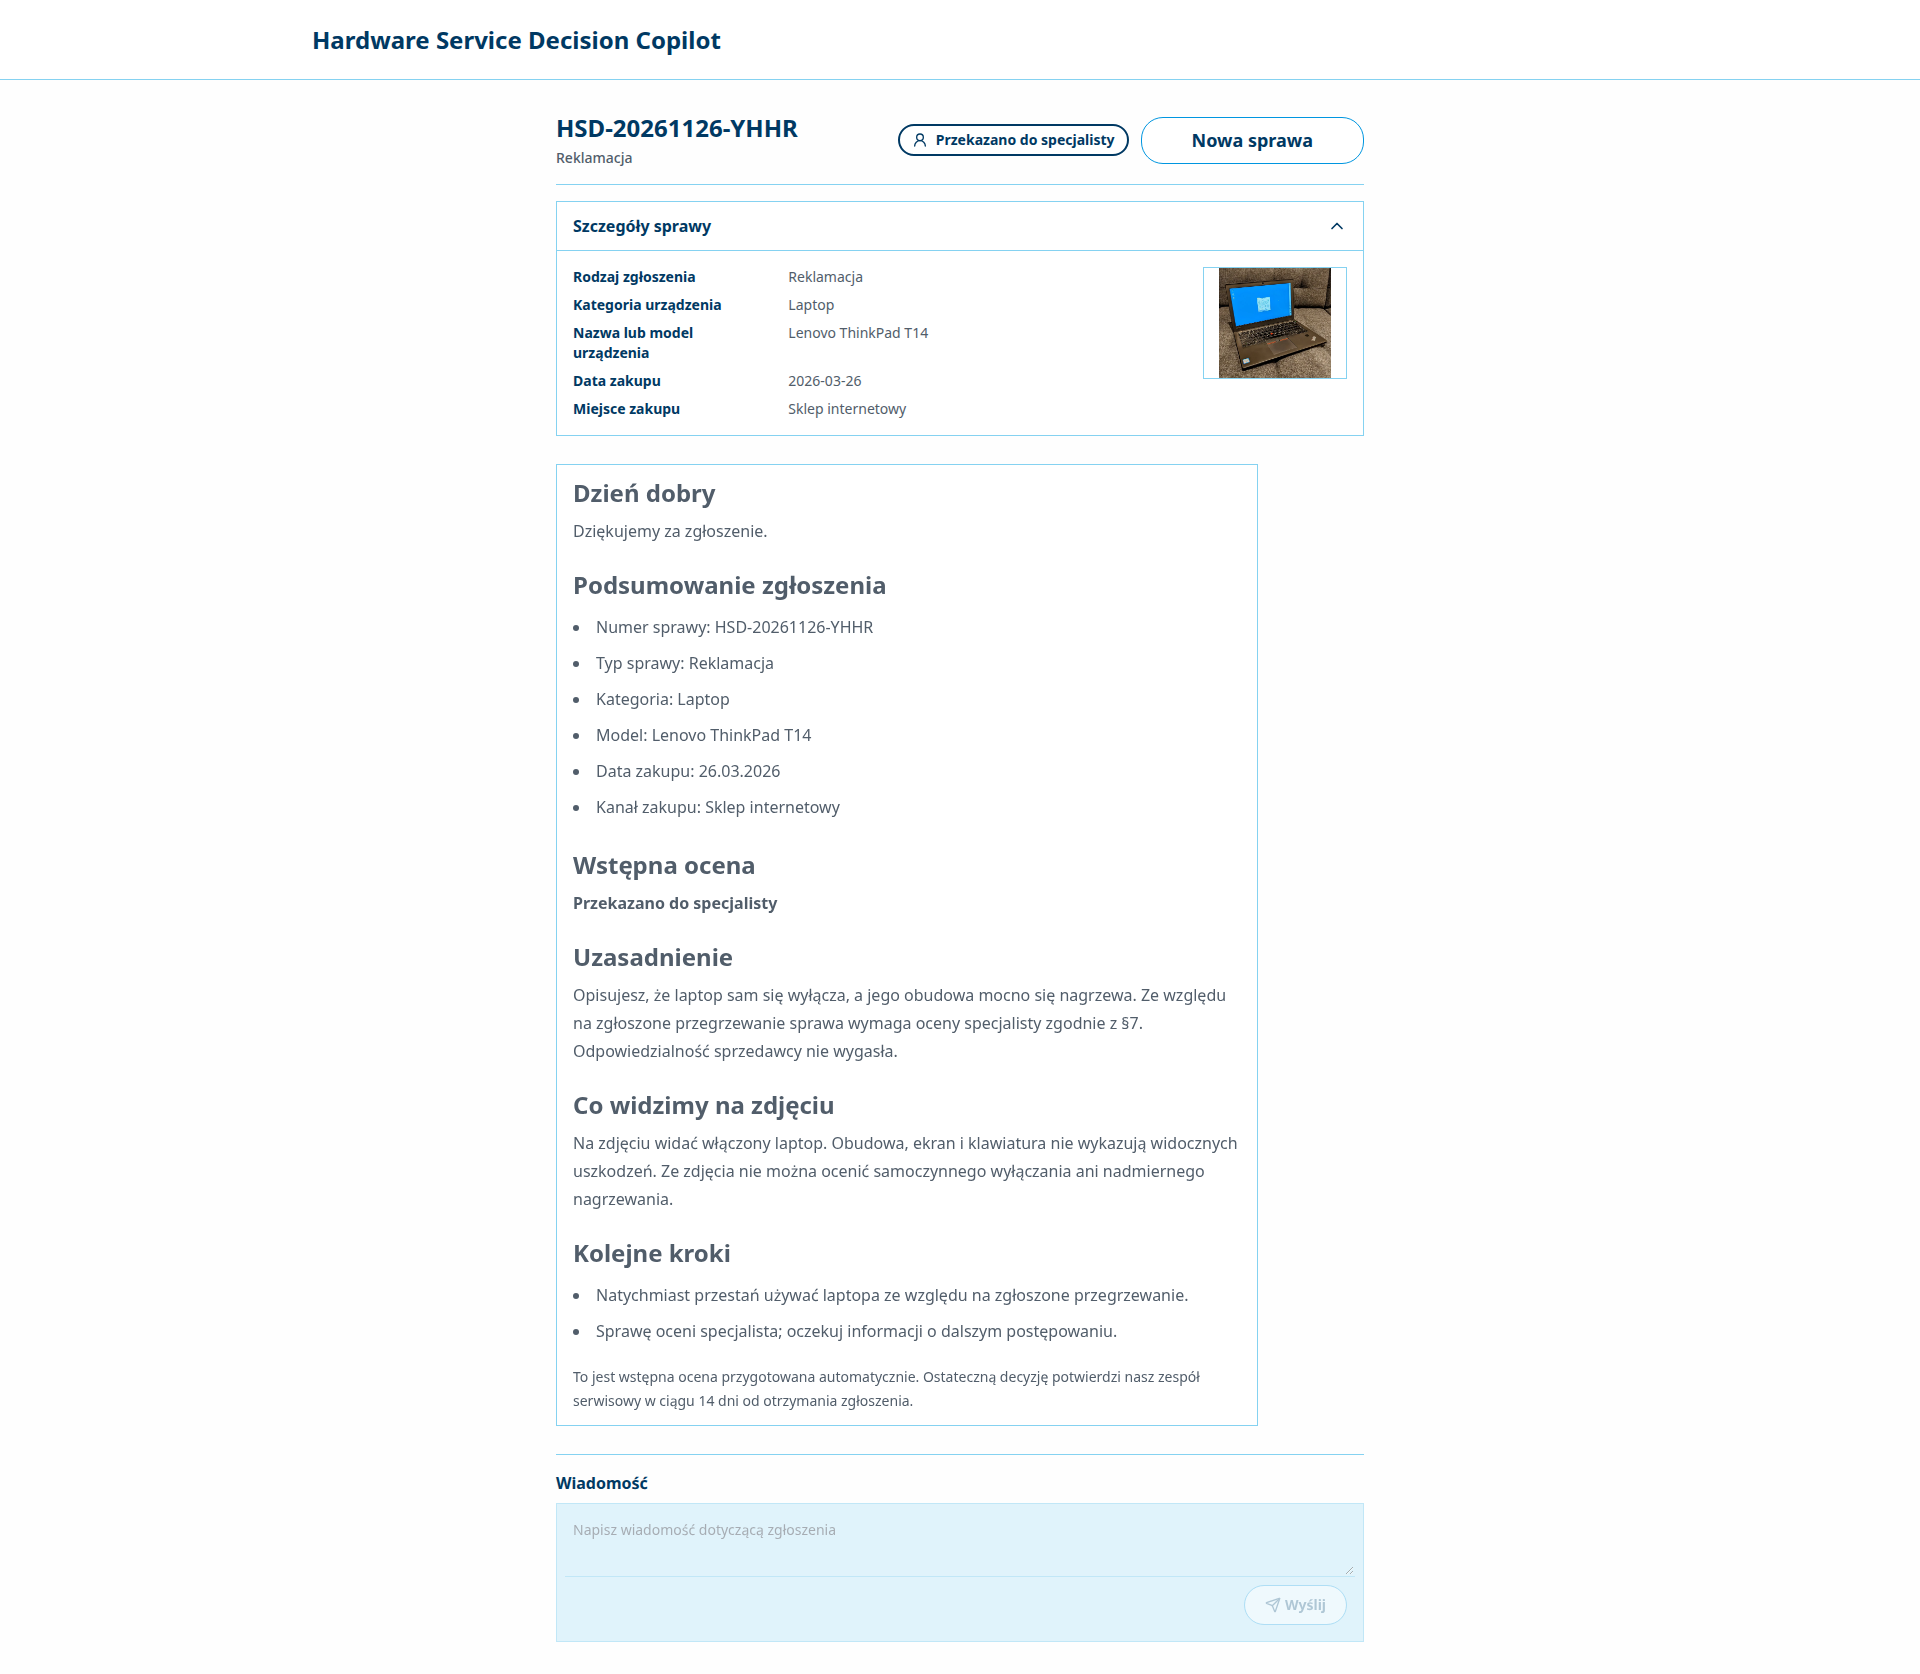 Hardware Service Decision Copilot
HSD-20261126-YHHR
Reklamacja
Przekazano do specjalisty
Nowa sprawa
Szczegóły sprawy
Rodzaj zgłoszenia
Reklamacja
Kategoria urządzenia
Laptop
Nazwa lub model
urządzenia
Lenovo ThinkPad T14
Data zakupu
2026-03-26
Miejsce zakupu
Sklep internetowy
Dzień dobry
Dziękujemy za zgłoszenie.
Podsumowanie zgłoszenia
• Numer sprawy: HSD-20261126-YHHR
• Typ sprawy: Reklamacja
• Kategoria: Laptop
• Model: Lenovo ThinkPad T14
• Data zakupu: 26.03.2026
• Kanał zakupu: Sklep internetowy
Wstępna ocena
Przekazano do specjalisty
Uzasadnienie
Opisujesz, że laptop sam się wyłącza, a jego obudowa mocno się nagrzewa. Ze względu
na zgłoszone przegrzewanie sprawa wymaga oceny specjalisty zgodnie z §7.
Odpowiedzialność sprzedawcy nie wygasła.
Co widzimy na zdjęciu
Na zdjęciu widać włączony laptop. Obudowa, ekran i klawiatura nie wykazują widocznych
uszkodzeń. Ze zdjęcia nie można ocenić samoczynnego wyłączania ani nadmiernego
nagrzewania.
Kolejne kroki
• Natychmiast przestań używać laptopa ze względu na zgłoszone przegrzewanie.
• Sprawę oceni specjalista; oczekuj informacji o dalszym postępowaniu.
To jest wstępna ocena przygotowana automatycznie. Ostateczną decyzję potwierdzi nasz zespół
serwisowy w ciągu 14 dni od otrzymania zgłoszenia.
Wiadomość
Napisz wiadomość dotyczącą zgłoszenia
Wyślij